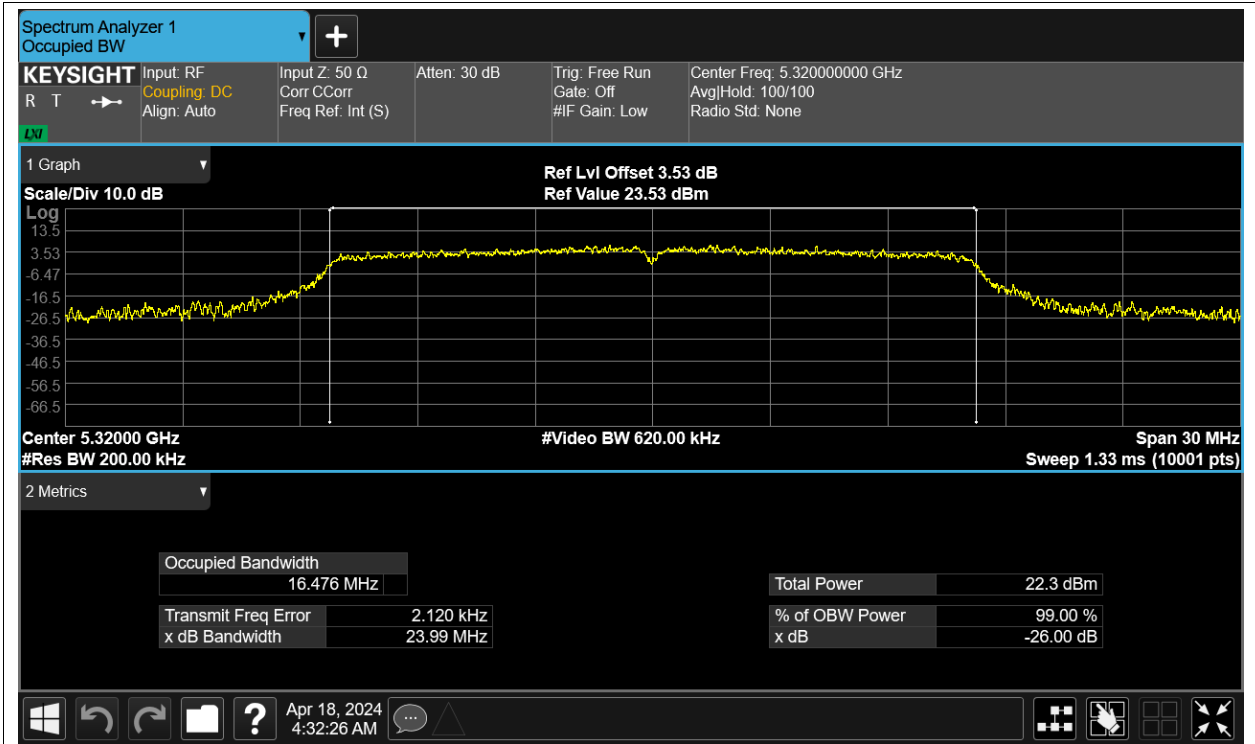 Spectrum Analyzer 1
Occupied BW
KEYSIGHT
R T
LXI
Input: RF
Coupling: DC
Align: Auto
Input Z: 50 Ω
Corr CCorr
Freq Ref: Int (S)
Atten: 30 dB
Trig: Free Run
Gate: Off
#IF Gain: Low
Center Freq: 5.320000000 GHz
Avg|Hold: 100/100
Radio Std: None
1 Graph
Ref Lvl Offset 3.53 dB
Scale/Div 10.0 dB
Ref Value 23.53 dBm
Log
13.5
3.53
-6.47
-16.5
-26.5
-36.5
-46.5
-56.5
-66.5
Center 5.32000 GHz
#Video BW 620.00 kHz
Span 30 MHz
#Res BW 200.00 kHz
Sweep 1.33 ms (10001 pts)
2 Metrics
Occupied Bandwidth
16.476 MHz
Total Power 22.3 dBm
Transmit Freq Error 2.120 kHz
% of OBW Power 99.00 %
x dB Bandwidth 23.99 MHz
x dB -26.00 dB
Apr 18, 2024
4:32:26 AM